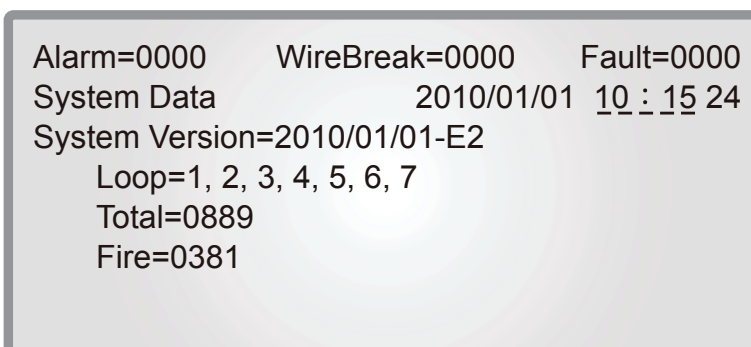 Alarm=0000 WireBreak=0000 Fault=0000
System Data 2010/01/01 10 : 15 24
System Version=2010/01/01-E2
Loop=1, 2, 3, 4, 5, 6, 7
Total=0889
Fire=0381